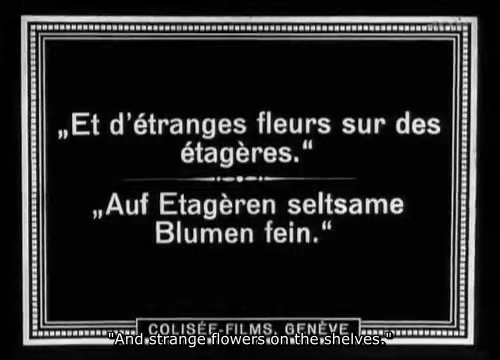 „Et d'étranges fleurs sur des
étagères.“
„Auf Etagèren seltsame
Blumen fein.“
COLISÉE-FILMS, GENÈVE
"And strange flowers on the shelves."